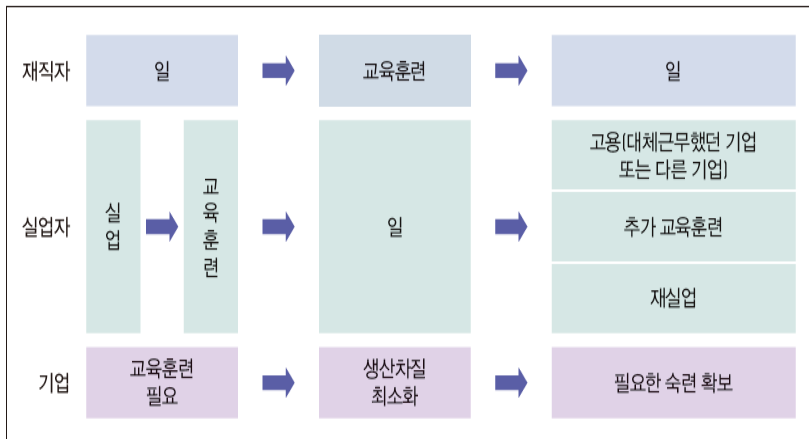 재직자
일
교육훈련
일
실업자
실업
교육훈련
일
고용(대체근무했던 기업
또는 다른 기업)
추가 교육훈련
재실업
기업
교육훈련
필요
생산차질
최소화
필요한 숙련 확보